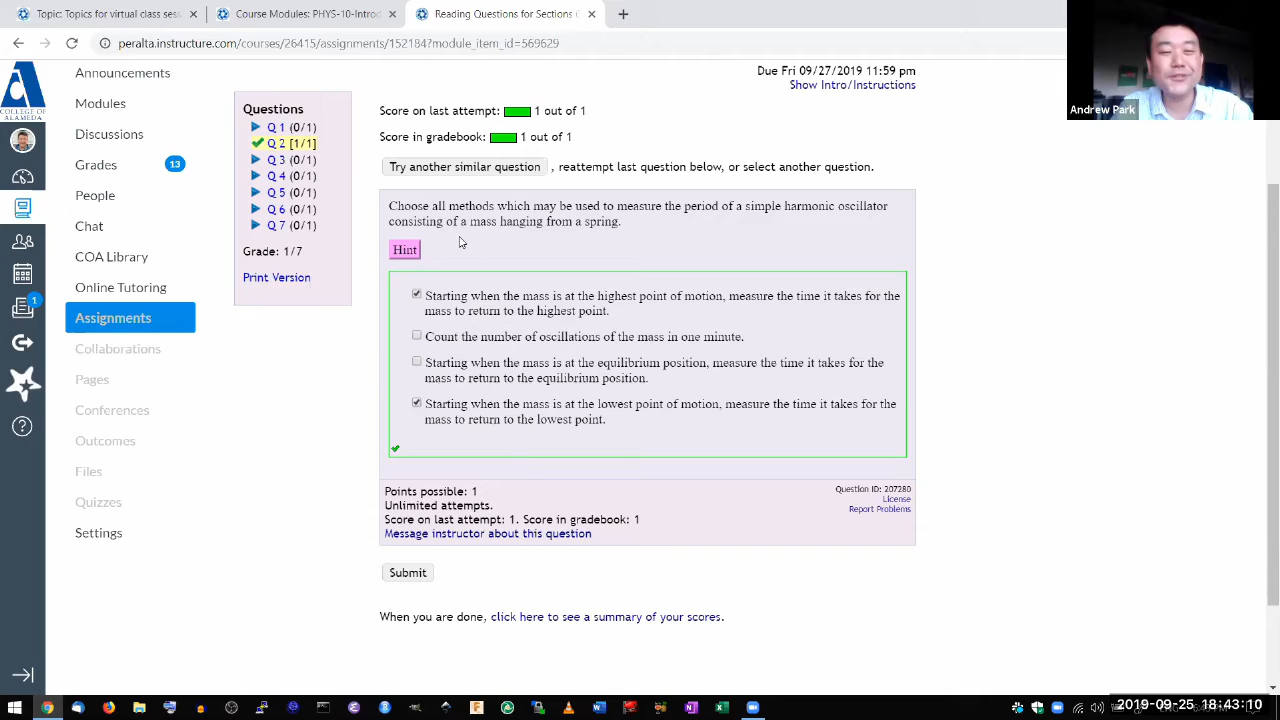 Topic: Topics for virtual class ses
Course Modules: PHYS-10-Introd
Reading Questions for Sections
peralta.instructure.com/courses/26415/assignments/152184?module_item_id=569629
Andrew Park
COLLEGE OF
ALAMEDA
Announcements
Modules
Discussions
Grades 13
People
Chat
COA Library
Online Tutoring
1
Assignments
Collaborations
Pages
Conferences
Outcomes
Files
Quizzes
Settings
Questions
Q 1 (0/1)
Q 2 [1/1]
Q 3 (0/1)
Q 4 (0/1)
Q 5 (0/1)
Q 6 (0/1)
Q 7 (0/1)
Grade: 1/7
Print Version
Due Fri 09/27/2019 11:59 pm
Show Intro/Instructions
Score on last attempt: 1 out of 1
Score in gradebook: 1 out of 1
Try another similar question , reattempt last question below, or select another question.
Choose all methods which may be used to measure the period of a simple harmonic oscillator
consisting of a mass hanging from a spring.
Hint
Starting when the mass is at the highest point of motion, measure the time it takes for the
mass to return to the highest point.
Count the number of oscillations of the mass in one minute.
Starting when the mass is at the equilibrium position, measure the time it takes for the
mass to return to the equilibrium position.
Starting when the mass is at the lowest point of motion, measure the time it takes for the
mass to return to the lowest point.
Points possible: 1
Unlimited attempts.
Score on last attempt: 1. Score in gradebook: 1
Message instructor about this question
Question ID: 207280
License
Report Problems
Submit
When you are done, click here to see a summary of your scores.
2019-09-25 18:43:10